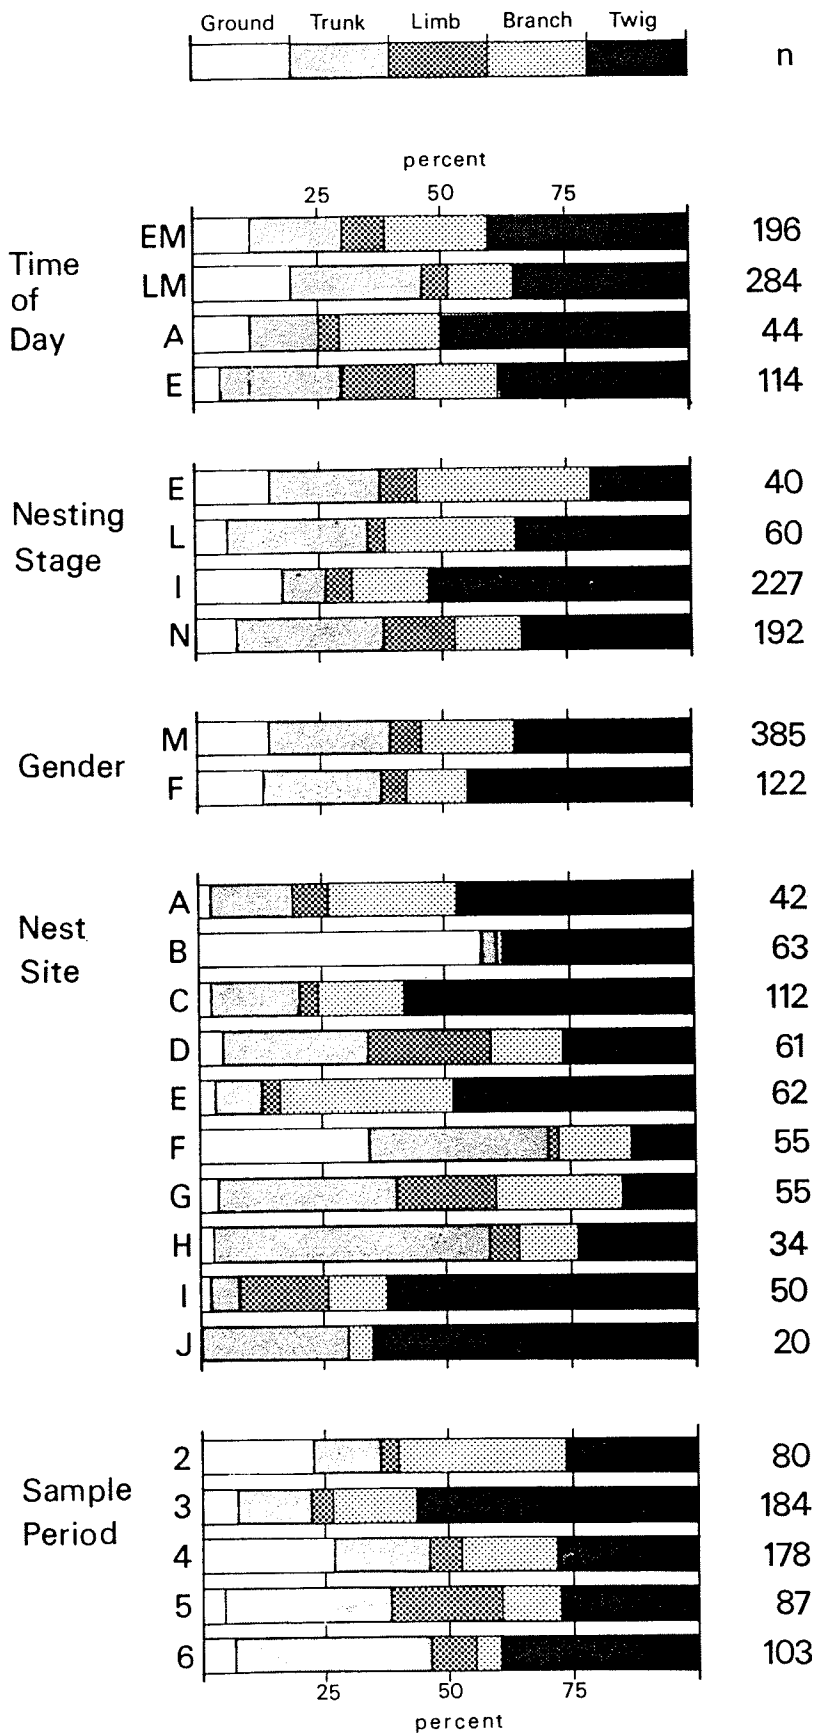 Ground Trunk Limb Branch Twig
n
percent
25 50 75
Time
of
Day
EM 196
LM 284
A 44
E 114
Nesting
Stage
E 40
L 60
I 227
N 192
Gender
M 385
F 122
Nest
Site
A 42
B 63
C 112
D 61
E 62
F 55
G 55
H 34
I 50
J 20
Sample
Period
2 80
3 184
4 178
5 87
6 103
25 50 75
percent